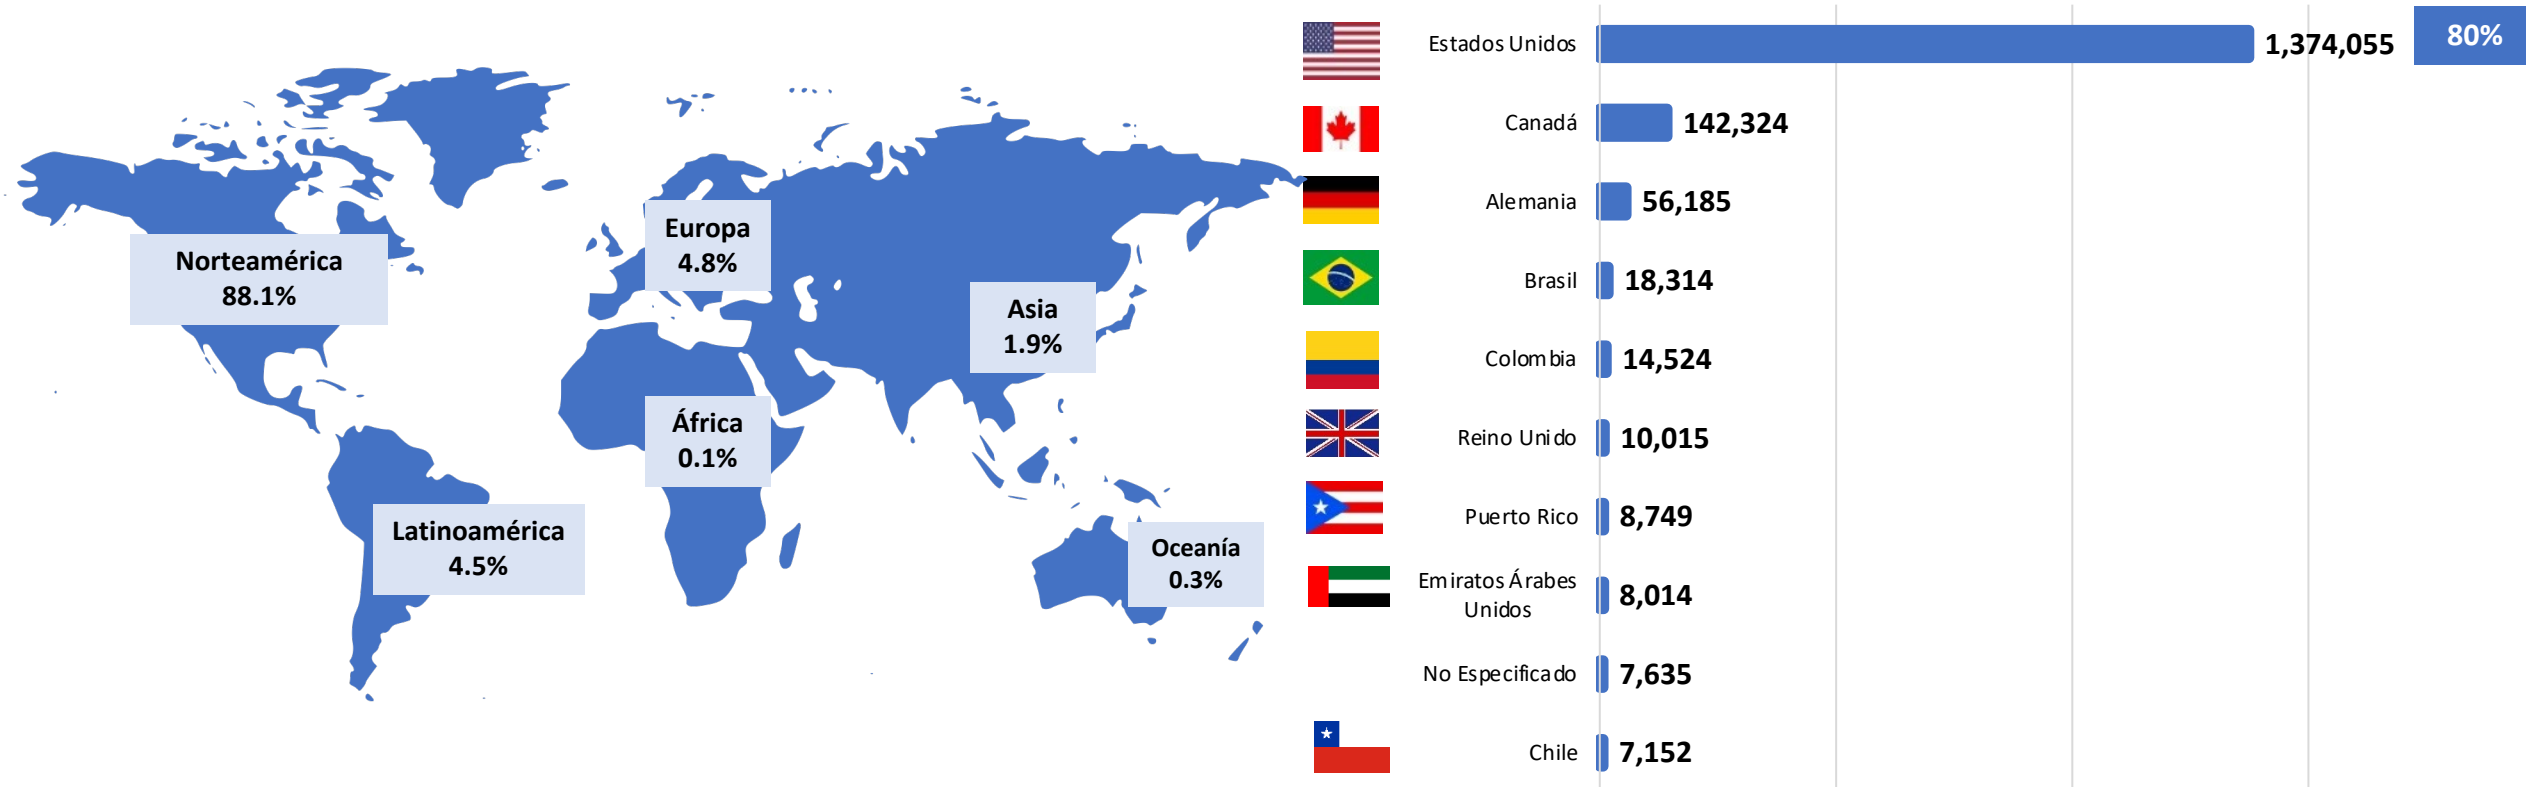 Norteamérica
88.1%
Europa
4.8%
Asia
1.9%
África
0.1%
Latinoamérica
4.5%
Oceanía
0.3%
Estados Unidos 1,374,055 80%
Canadá 142,324
Alemania 56,185
Brasil 18,314
Colombia 14,524
Reino Unido 10,015
Puerto Rico 8,749
Emiratos Árabes
Unidos
8,014
No Especificado 7,635
Chile 7,152